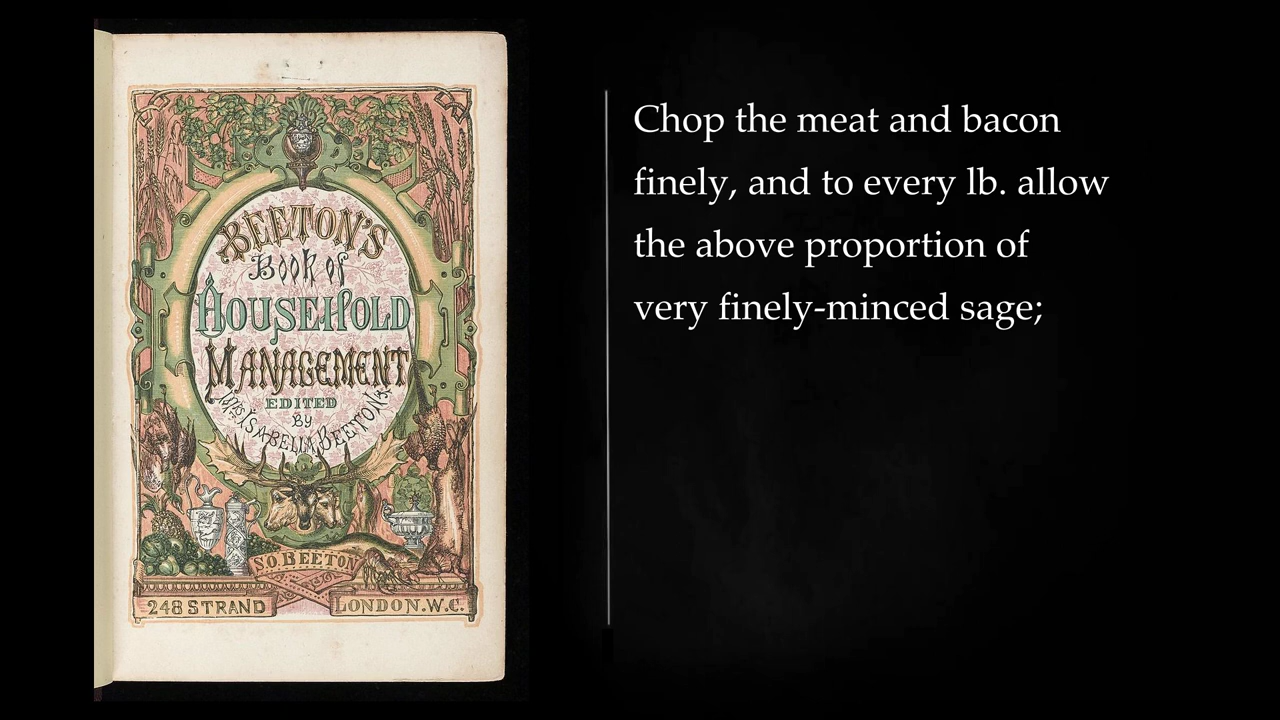 BEETON'S
Book of
HOUSEHOLD
MANAGEMENT
EDITED
BY
MRS ISABELLA BEETON
S.O. BEETON
248 STRAND
LONDON. W.C.
Chop the meat and bacon
finely, and to every lb. allow
the above proportion of
very finely-minced sage;